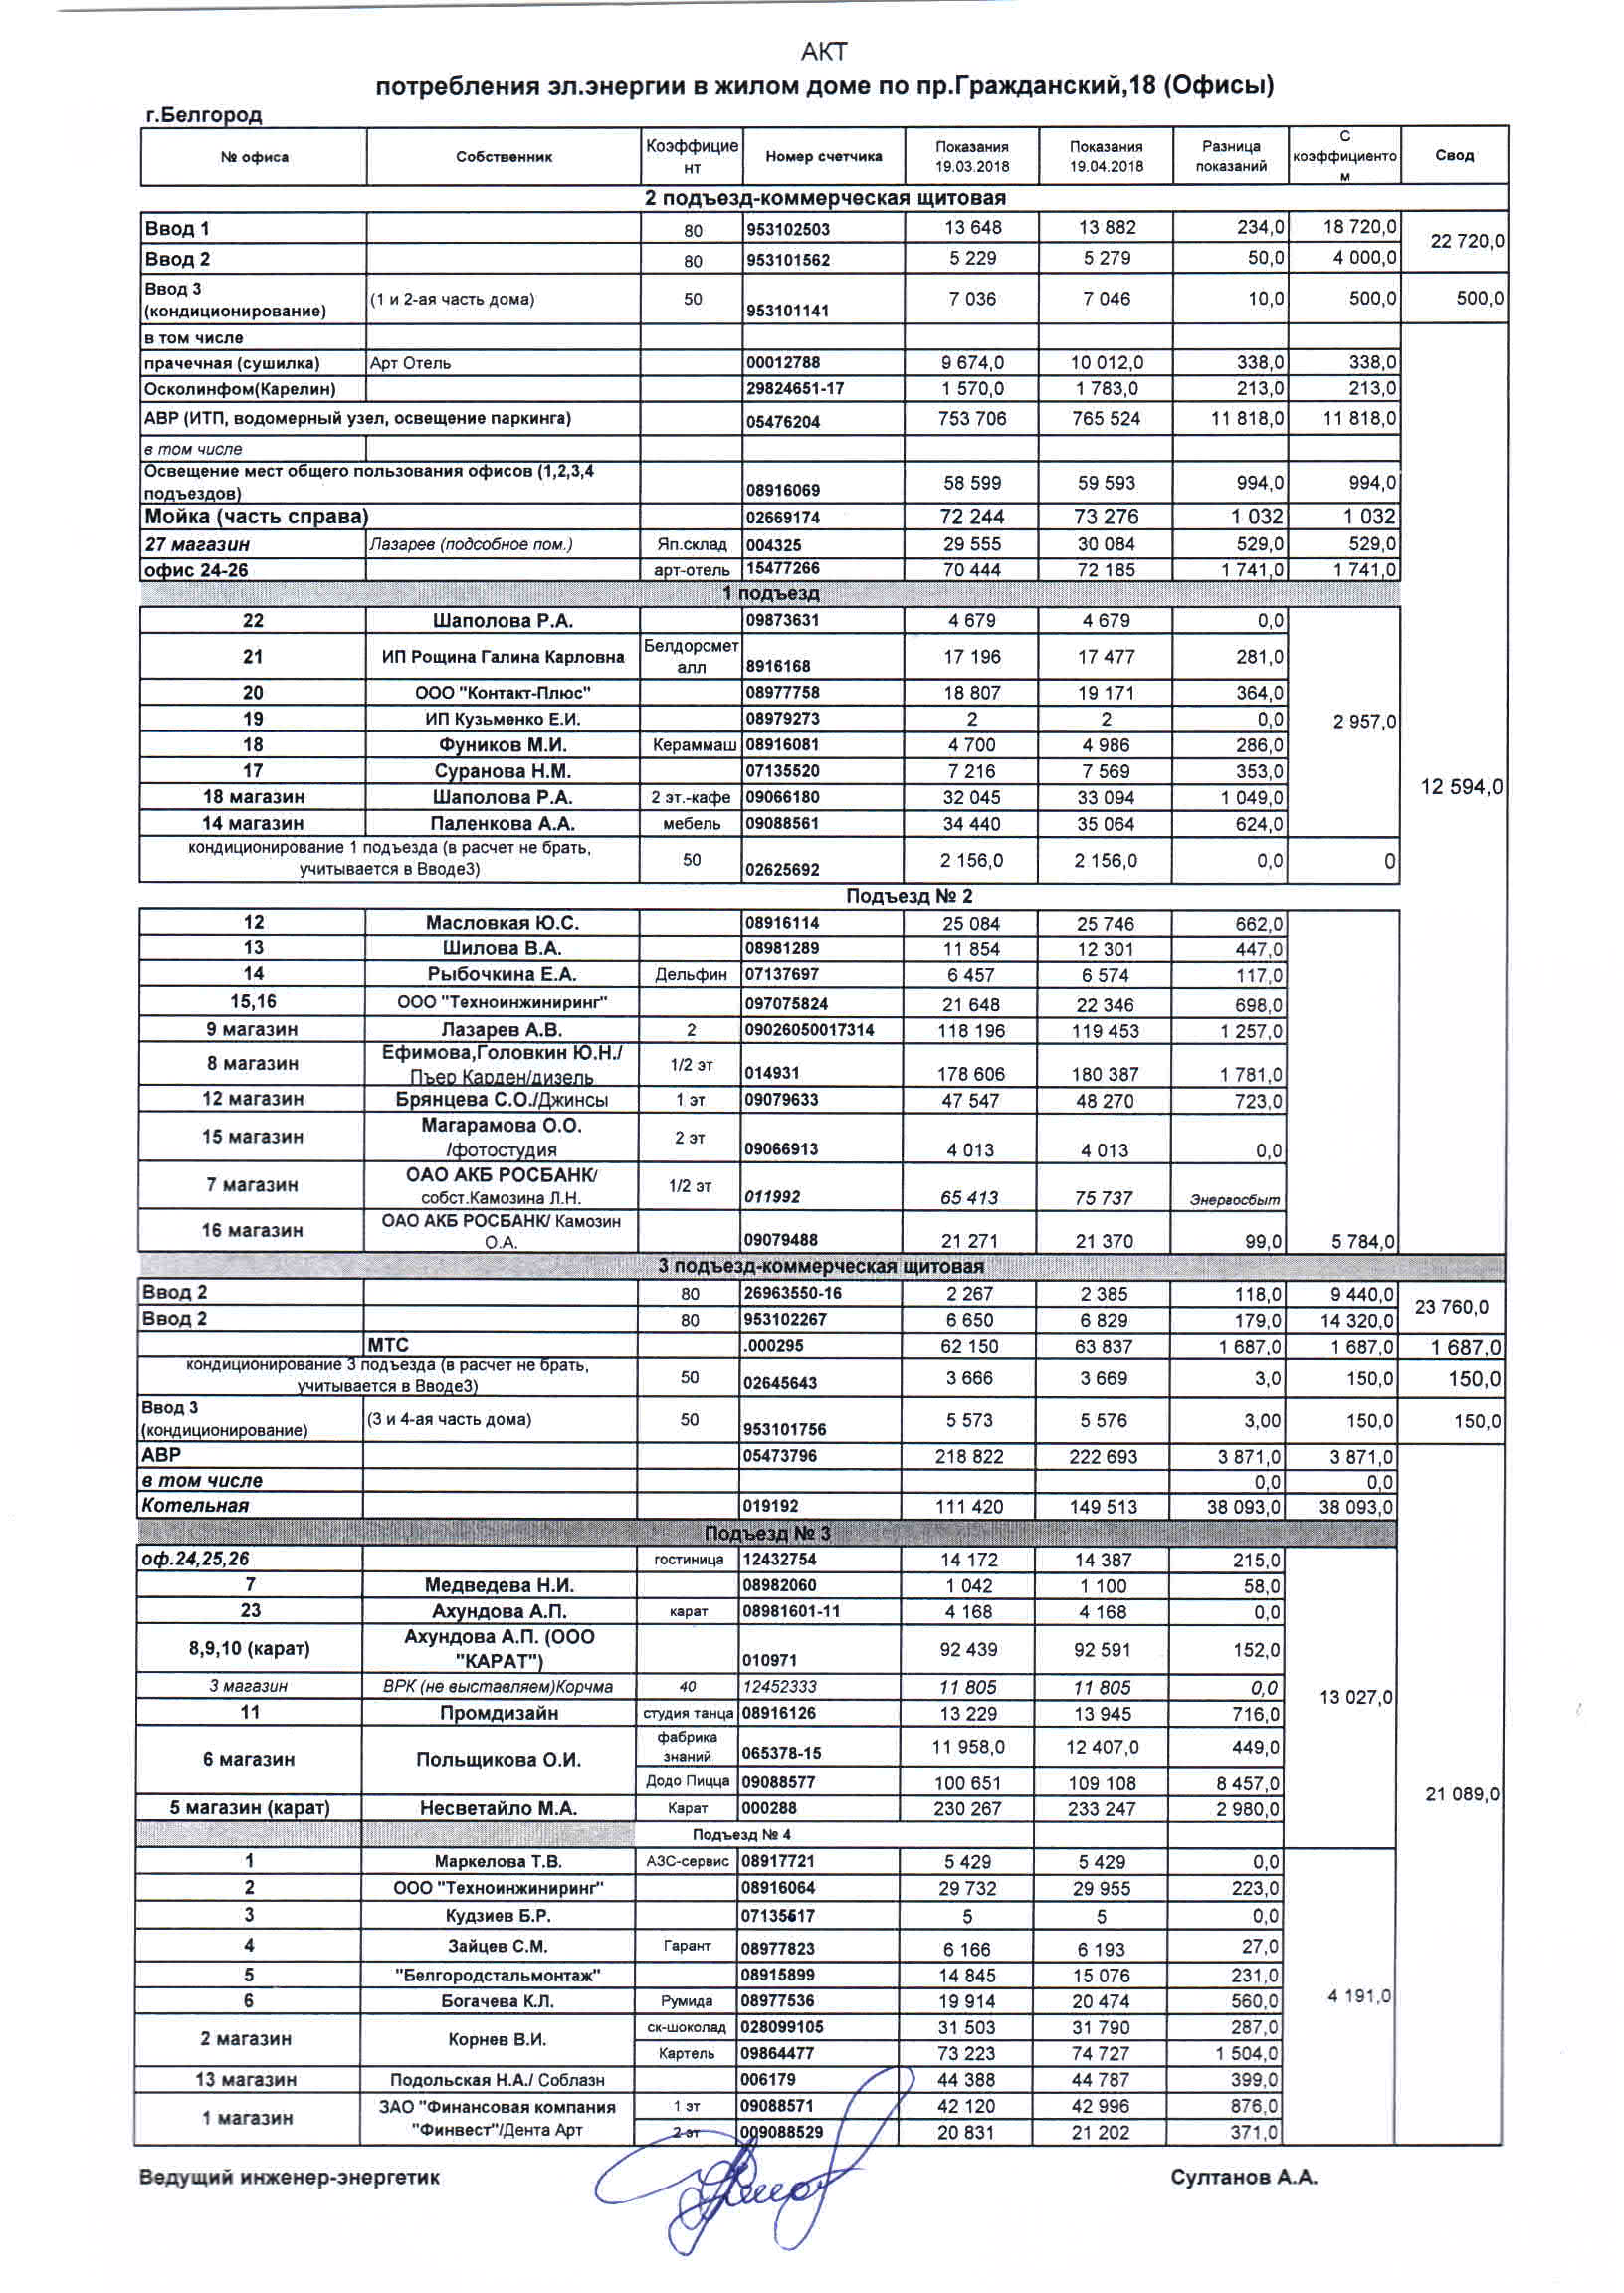 АКТ
потребления эл.энергии в жилом доме по пр.Гражданский,18 (Офисы)
г.Белгород
№ офиса Собственник Коэффицие нт Номер счетчика Показания 19.03.2018 Показания 19.04.2018 Разница показаний С коэффициенто м Свод
2 подъезд-коммерческая щитовая
Ввод 1 80 953102503 13 648 13 882 234,0 18 720,0 22 720,0
Ввод 2 80 953101562 5 229 5 279 50,0 4 000,0
Ввод 3 (кондиционирование) (1 и 2-ая часть дома) 50 953101141 7 036 7 046 10,0 500,0 500,0
в том числе
прачечная (сушилка) Арт Отель 00012788 9 674,0 10 012,0 338,0 338,0
Осколинфом(Карелин) 29824651-17 1 570,0 1 783,0 213,0 213,0
АВР (ИТП, водомерный узел, освещение паркинга) 05476204 753 706 765 524 11 818,0 11 818,0
в том числе
Освещение мест общего пользования офисов (1,2,3,4 подъездов) 08916069 58 599 59 593 994,0 994,0
Мойка (часть справа) 02669174 72 244 73 276 1 032 1 032
27 магазин Лазарев (подсобное пом.) Яп.склад 004325 29 555 30 084 529,0 529,0
офис 24-26 арт-отель 15477266 70 444 72 185 1 741,0 1 741,0
1 подъезд
22 Шаполова Р.А. 09873631 4 679 4 679 0,0
21 ИП Рощина Галина Карловна Белдорсмет алл 8916168 17 196 17 477 281,0
20 ООО "Контакт-Плюс" 08977758 18 807 19 171 364,0
19 ИП Кузьменко Е.И. 08979273 2 2 0,0 2 957,0
18 Фуников М.И. Кераммаш 08916081 4 700 4 986 286,0
17 Суранова Н.М. 07135520 7 216 7 569 353,0
18 магазин Шаполова Р.А. 2 эт.-кафе 09066180 32 045 33 094 1 049,0 12 594,0
14 магазин Паленкова А.А. мебель 09088561 34 440 35 064 624,0
кондиционирование 1 подъезда (в расчет не брать, учитывается в Вводе3) 50 02625692 2 156,0 2 156,0 0,0 0
Подъезд № 2
12 Масловкая Ю.С. 08916114 25 084 25 746 662,0
13 Шилова В.А. 08981289 11 854 12 301 447,0
14 Рыбочкина Е.А. Дельфин 07137697 6 457 6 574 117,0
15,16 ООО "Техноинжиниринг" 097075824 21 648 22 346 698,0
9 магазин Лазарев А.В. 2 09026050017314 118 196 119 453 1 257,0
8 магазин Ефимова,Головкин Ю.Н./ Пъер Карден/дизель 1/2 эт 014931 178 606 180 387 1 781,0
12 магазин Брянцева С.О./Джинсы 1 эт 09079633 47 547 48 270 723,0
15 магазин Магарамова О.О. /фотостудия 2 эт 09066913 4 013 4 013 0,0
7 магазин ОАО АКБ РОСБАНК/ собст.Камозина Л.Н. 1/2 эт 011992 65 413 75 737 Энергосбыт
16 магазин ОАО АКБ РОСБАНК/ Камозин О.А. 09079488 21 271 21 370 99,0 5 784,0
3 подъезд-коммерческая щитовая
Ввод 2 80 26963550-16 2 267 2 385 118,0 9 440,0 23 760,0
Ввод 2 80 953102267 6 650 6 829 179,0 14 320,0
МТС .000295 62 150 63 837 1 687,0 1 687,0 1 687,0
кондиционирование 3 подъезда (в расчет не брать, учитывается в Вводе3) 50 02645643 3 666 3 669 3,0 150,0 150,0
Ввод 3 (кондиционирование) (3 и 4-ая часть дома) 50 953101756 5 573 5 576 3,00 150,0 150,0
АВР 05473796 218 822 222 693 3 871,0 3 871,0
в том числе 0,0 0,0
Котельная 019192 111 420 149 513 38 093,0 38 093,0
Подъезд № 3
оф.24,25,26 гостиница 12432754 14 172 14 387 215,0
7 Медведева Н.И. 08982060 1 042 1 100 58,0
23 Ахундова А.П. карат 08981601-11 4 168 4 168 0,0
8,9,10 (карат) Ахундова А.П. (ООО "КАРАТ") 010971 92 439 92 591 152,0
3 магазин ВРК (не выставляем)Корчма 40 12452333 11 805 11 805 0,0 13 027,0
11 Промдизайн студия танца 08916126 13 229 13 945 716,0
6 магазин Польщикова О.И. фабрика знаний 065378-15 11 958,0 12 407,0 449,0
Додо Пицца 09088577 100 651 109 108 8 457,0
5 магазин (карат) Несветайло М.А. Карат 000288 230 267 233 247 2 980,0 21 089,0
Подъезд № 4
1 Маркелова Т.В. АЗС-сервис 08917721 5 429 5 429 0,0
2 ООО "Техноинжиниринг" 08916064 29 732 29 955 223,0
3 Кудзиев Б.Р. 07135617 5 5 0,0
4 Зайцев С.М. Гарант 08977823 6 166 6 193 27,0
5 "Белгородстальмонтаж" 08915899 14 845 15 076 231,0
6 Богачева К.Л. Румида 08977536 19 914 20 474 560,0 4 191,0
2 магазин Корнев В.И. ск-шоколад 028099105 31 503 31 790 287,0
Картель 09864477 73 223 74 727 1 504,0
13 магазин Подольская Н.А./ Соблазн 006179 44 388 44 787 399,0
1 магазин ЗАО "Финансовая компания "Финвест"/Дента Арт 1 эт 09088571 42 120 42 996 876,0
2 эт 009088529 20 831 21 202 371,0
Ведущий инженер-энергетик Султанов А.А.